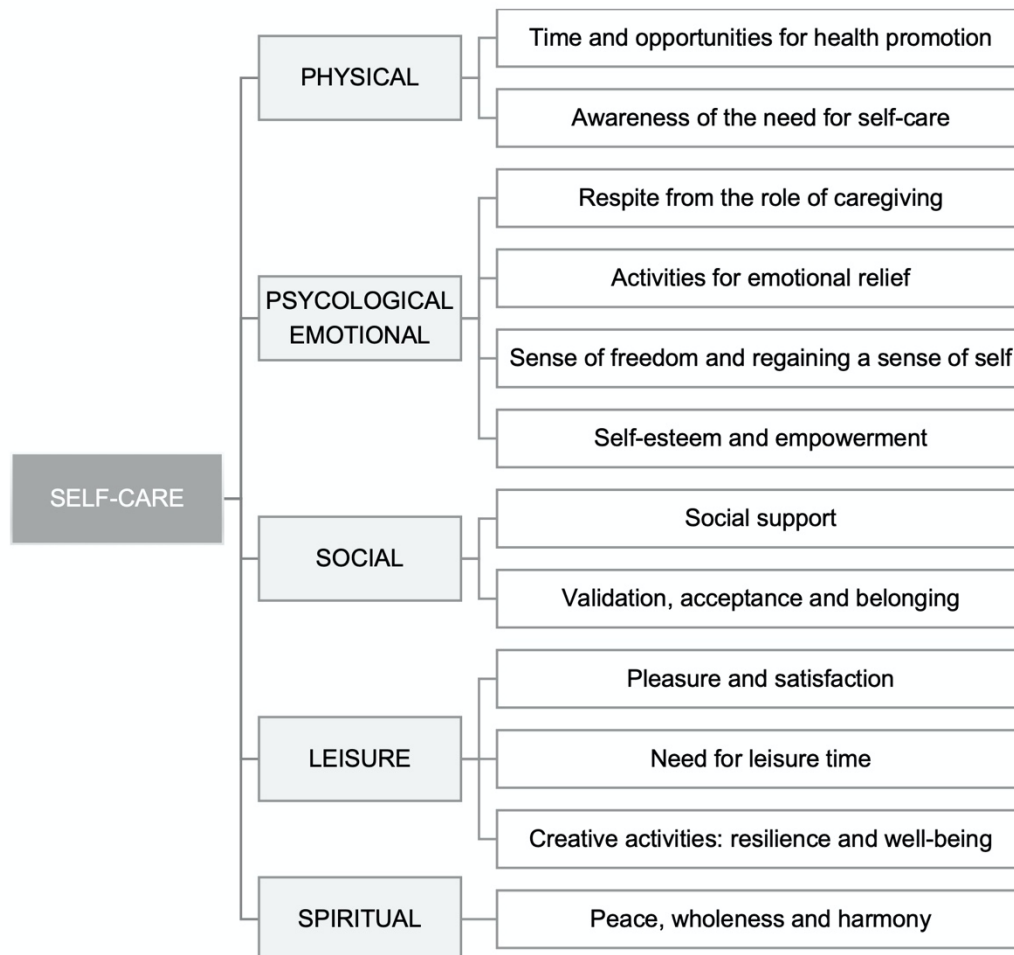 Time and opportunities for health promotion
PHYSICAL
Awareness of the need for self-care
Respite from the role of caregiving
Activities for emotional relief
PSYCOLOGICAL
EMOTIONAL
Sense of freedom and regaining a sense of self
Self-esteem and empowerment
SELF-CARE
Social support
SOCIAL
Validation, acceptance and belonging
Pleasure and satisfaction
LEISURE
Need for leisure time
Creative activities: resilience and well-being
SPIRITUAL
Peace, wholeness and harmony